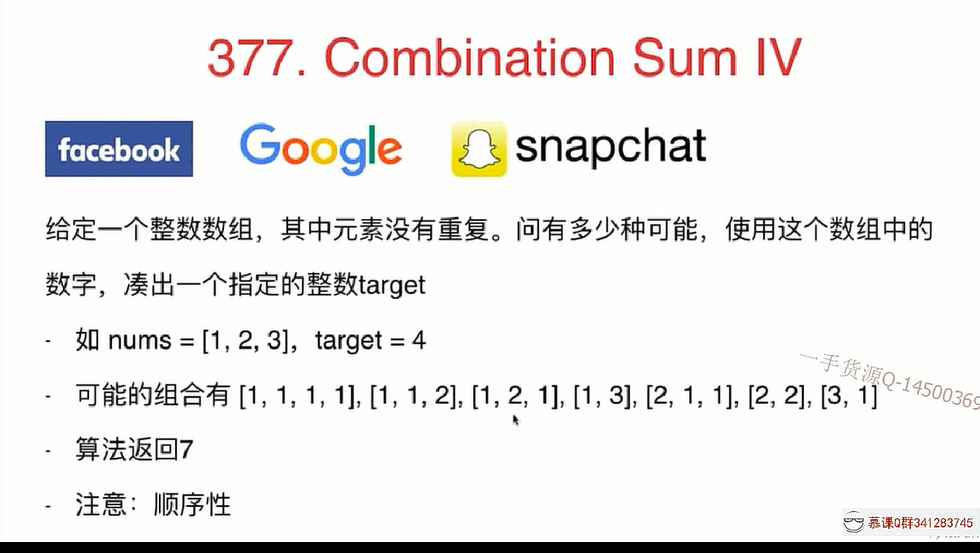 377. Combination Sum IV
facebook Google snapchat
给定一个整数数组，其中元素没有重复。问有多少种可能，使用这个数组中的
数字，凑出一个指定的整数target
- 如 nums = [1, 2, 3]，target = 4
- 可能的组合有 [1, 1, 1, 1], [1, 1, 2], [1, 2, 1], [1, 3], [2, 1, 1], [2, 2], [3, 1]
一手货源Q-14500369
- 算法返回7
- 注意：顺序性
慕课Q群341283745